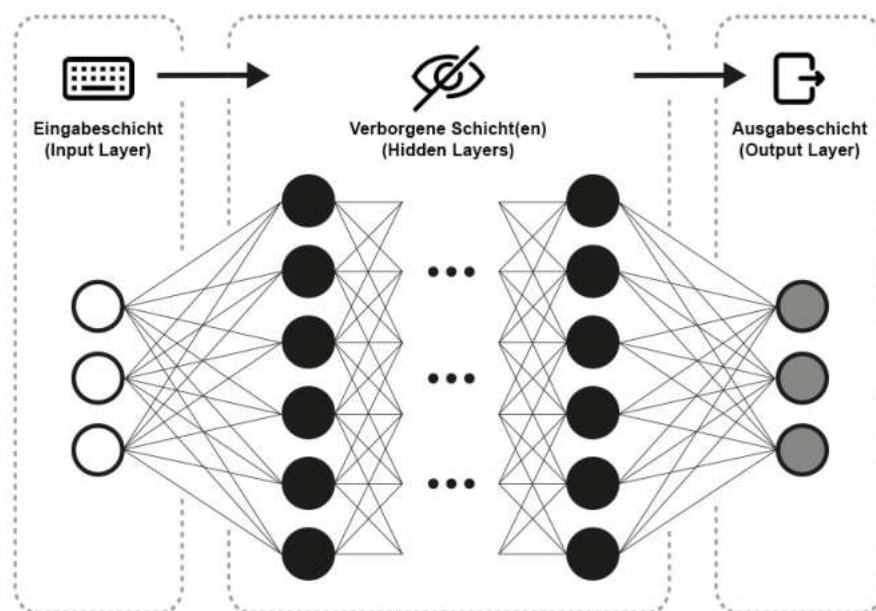 Eingabeschicht
(Input Layer)
Verborgene Schicht(en)
(Hidden Layers)
Ausgabeschicht
(Output Layer)